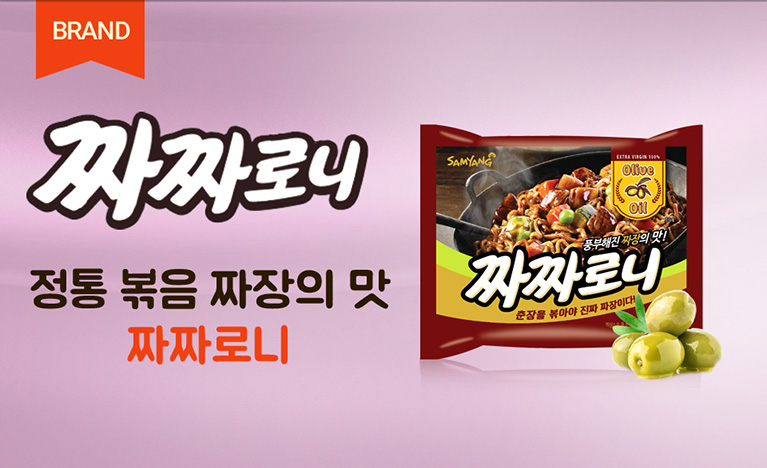 BRAND
짜짜로니
정통 볶음 짜장의 맛
짜짜로니
SAMYANG
EXTRA VIRGIN 100%
Olive
Oil
풍부해진 짜장의 맛!
짜짜로니
춘장을 볶아야 진짜 짜장이다!